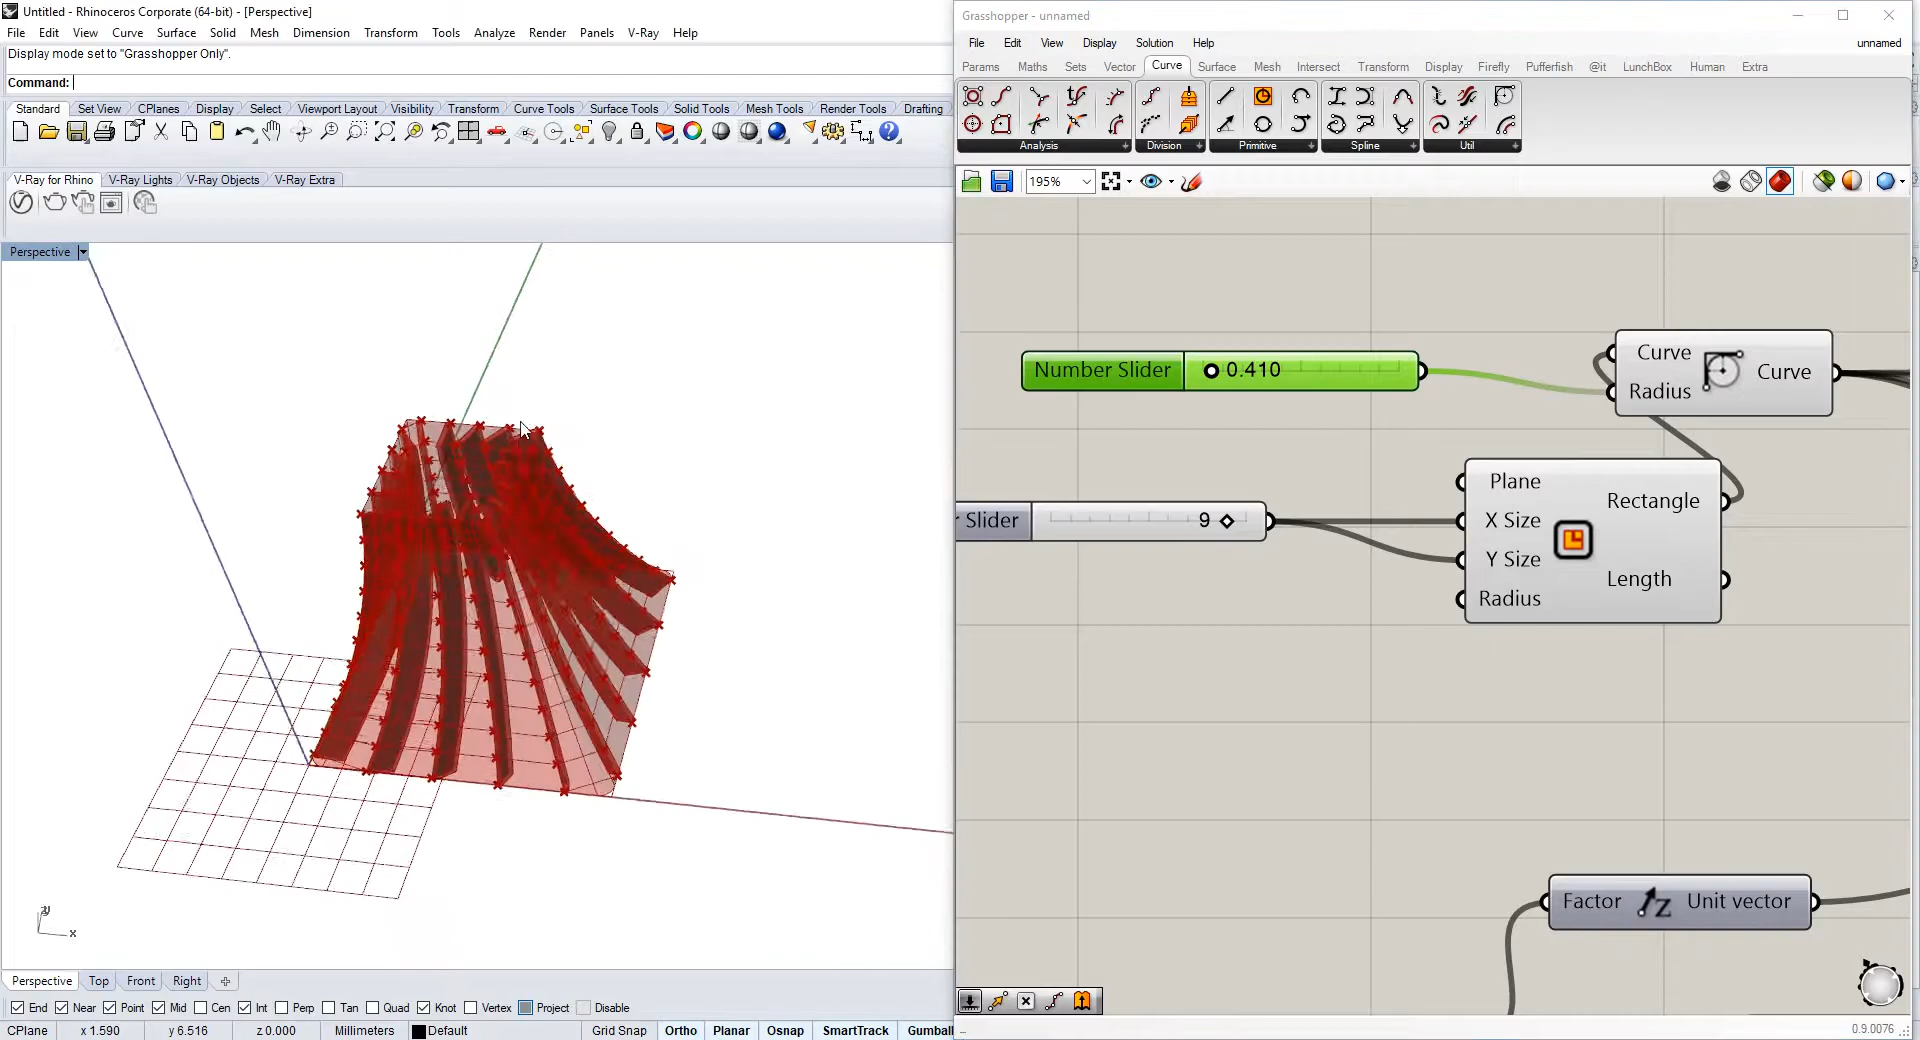 Untitled - Rhinoceros Corporate (64-bit) - [Perspective]
File Edit View Curve Surface Solid Mesh Dimension Transform Tools Analyze Render Panels V-Ray Help
Display mode set to "Grasshopper Only".
Command:
Standard Set View CPlanes Display Select Viewport Layout Visibility Transform Curve Tools Surface Tools Solid Tools Mesh Tools Render Tools Drafting
V-Ray for Rhino V-Ray Lights V-Ray Objects V-Ray Extra
Perspective
x
Perspective Top Front Right
End Near Point Mid Cen Int Perp Tan Quad Knot Vertex Project Disable
CPlane x 1.590 y 6.516 z 0.000 Millimeters Default Grid Snap Ortho Planar Osnap SmartTrack Gumball
Grasshopper - unnamed
File Edit View Display Solution Help unnamed
Params Maths Sets Vector Curve Surface Mesh Intersect Transform Display Firefly Pufferfish @it LunchBox Human Extra
Analysis Division Primitive Spline Util
195%
Number Slider 0.410
Curve
Radius
Curve
r Slider 9
Plane
X Size
Y Size
Radius
Rectangle
Length
Factor Z Unit vector
0.9.0076